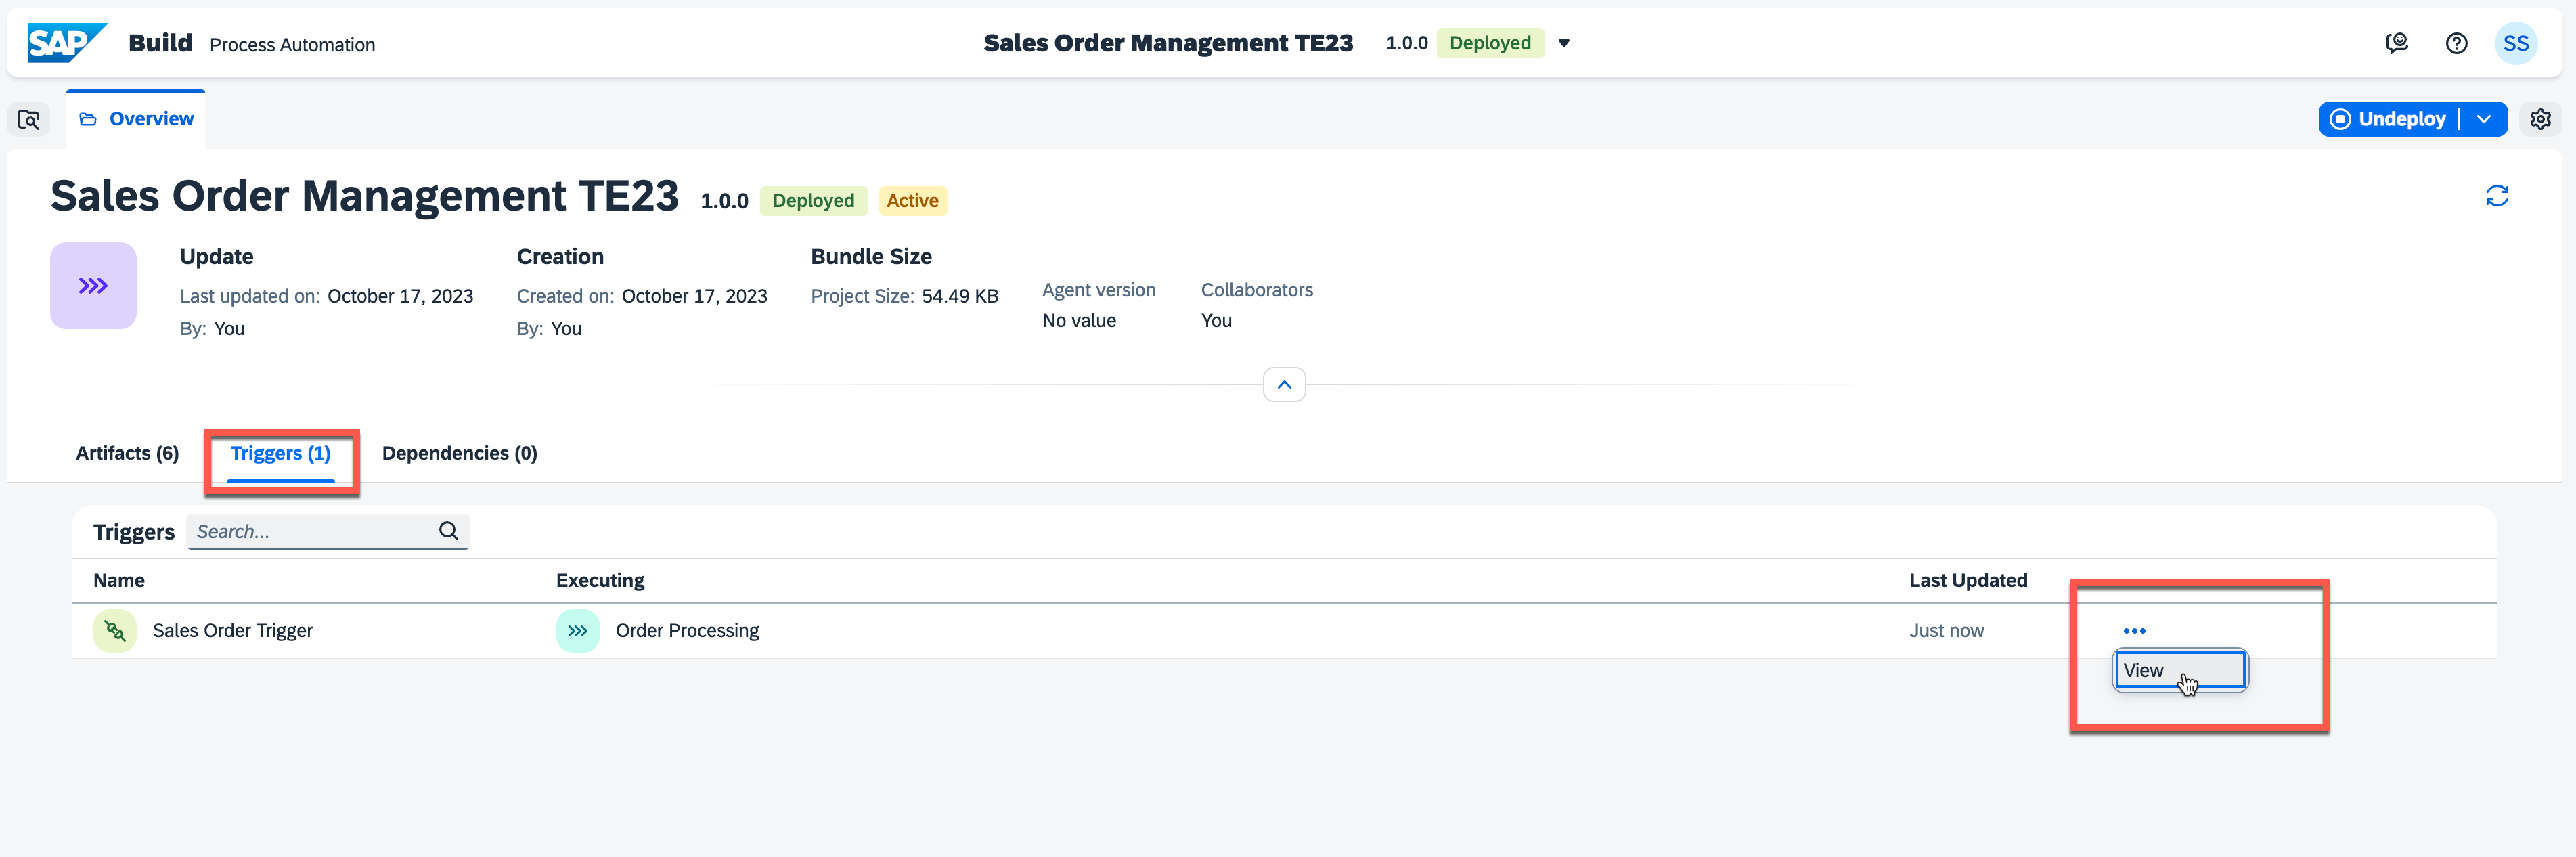 SAP Build Process Automation Sales Order Management TE23 1.0.0 Deployed SS
Overview Undeploy
Sales Order Management TE23 1.0.0 Deployed Active
Update Creation Bundle Size
Last updated on: October 17, 2023 Created on: October 17, 2023 Project Size: 54.49 KB Agent version Collaborators
By: You By: You No value You
Artifacts (6) Triggers (1) Dependencies (0)
Triggers Search...
Name Executing Last Updated
Sales Order Trigger Order Processing Just now
View